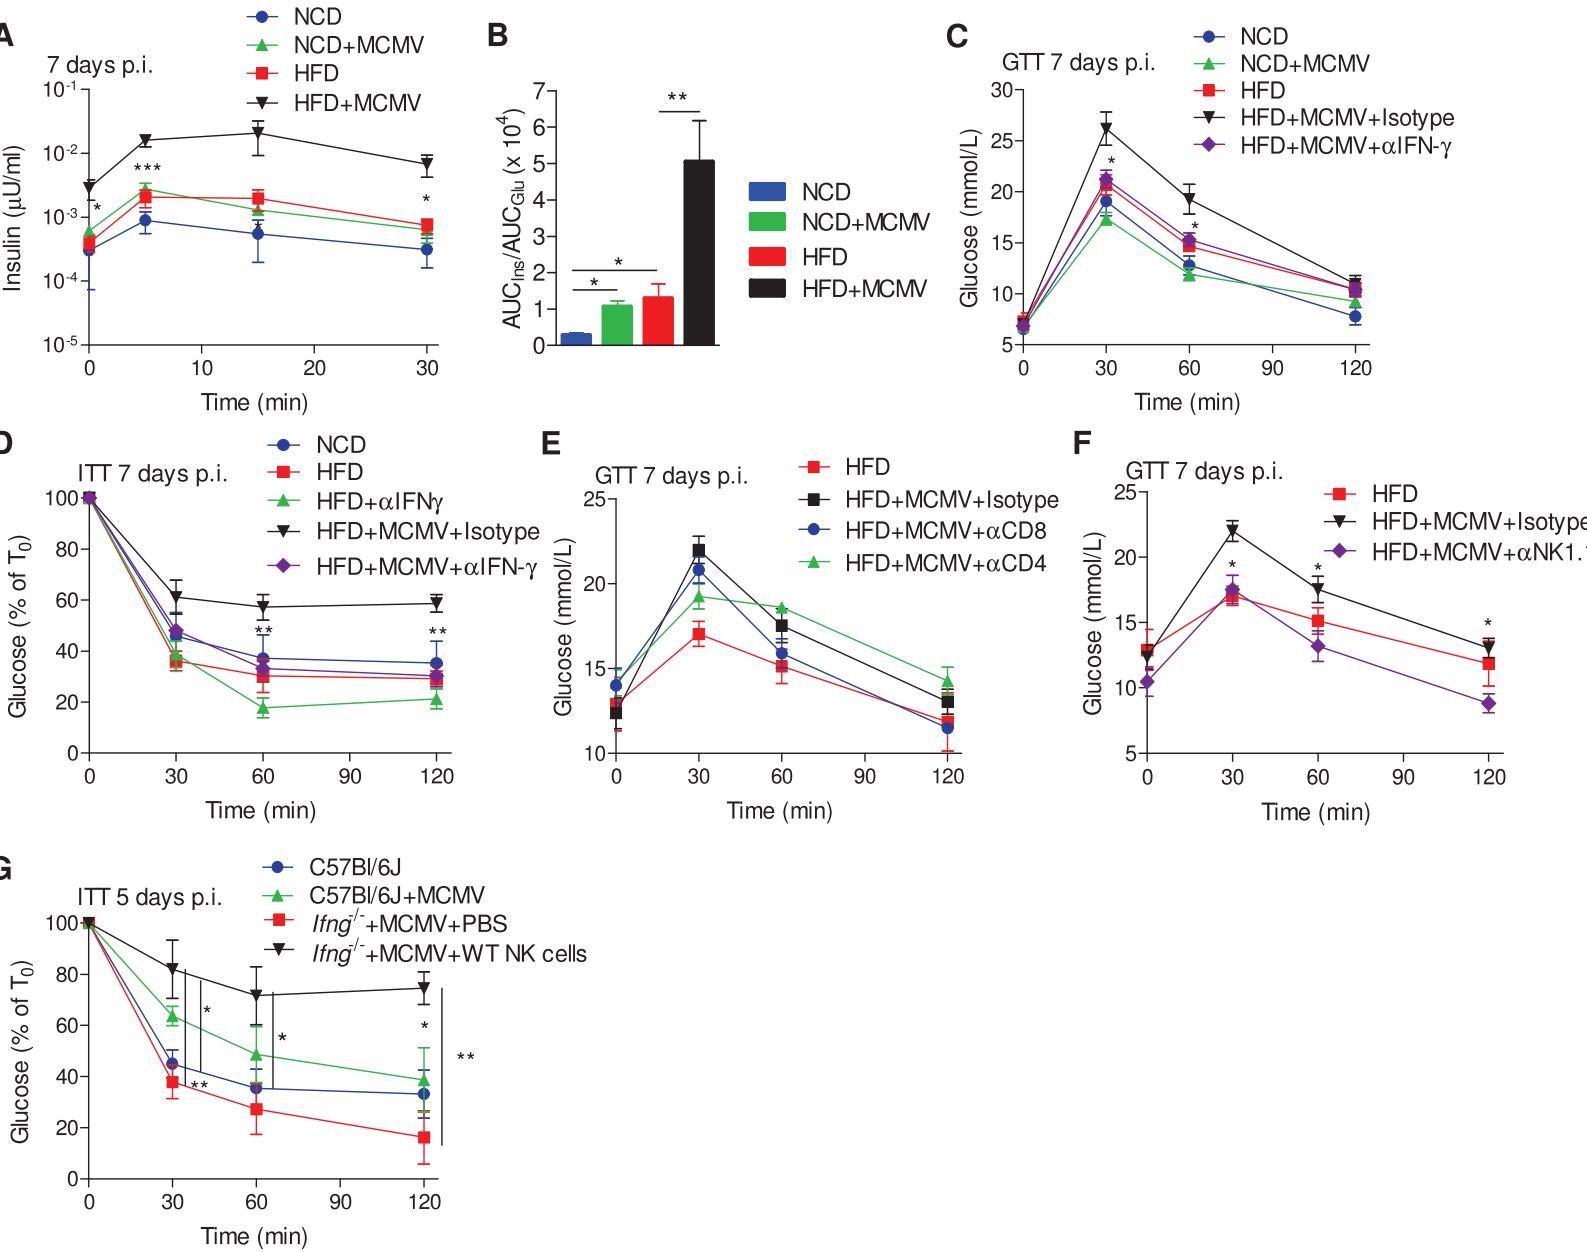 A
7 days p.i.
NCD
NCD+MCMV
HFD
HFD+MCMV
Insulin (µU/ml)
10-1
10-2
10-3
10-4
10-5
***
*
*
*
0 10 20 30
Time (min)
B
AUCIns/AUCGlu (x 104)
7
6
5
4
3
2
1
0
**
*
*
NCD
NCD+MCMV
HFD
HFD+MCMV
C
GTT 7 days p.i.
NCD
NCD+MCMV
HFD
HFD+MCMV+Isotype
HFD+MCMV+αIFN-γ
Glucose (mmol/L)
30
25
20
15
10
5
*
*
0 30 60 90 120
Time (min)
D
ITT 7 days p.i.
NCD
HFD
HFD+αIFNγ
HFD+MCMV+Isotype
HFD+MCMV+αIFN-γ
Glucose (% of T0)
100
80
60
40
20
0
**
**
0 30 60 90 120
Time (min)
E
GTT 7 days p.i.
HFD
HFD+MCMV+Isotype
HFD+MCMV+αCD8
HFD+MCMV+αCD4
Glucose (mmol/L)
25
20
15
10
0 30 60 90 120
Time (min)
F
GTT 7 days p.i.
HFD
HFD+MCMV+Isotype
HFD+MCMV+αNK1.
Glucose (mmol/L)
25
20
15
10
5
*
*
*
0 30 60 90 120
Time (min)
G
ITT 5 days p.i.
C57Bl/6J
C57Bl/6J+MCMV
Ifng-/-+MCMV+PBS
Ifng-/-+MCMV+WT NK cells
Glucose (% of T0)
100
80
60
40
20
0
*
**
*
*
**
0 30 60 90 120
Time (min)